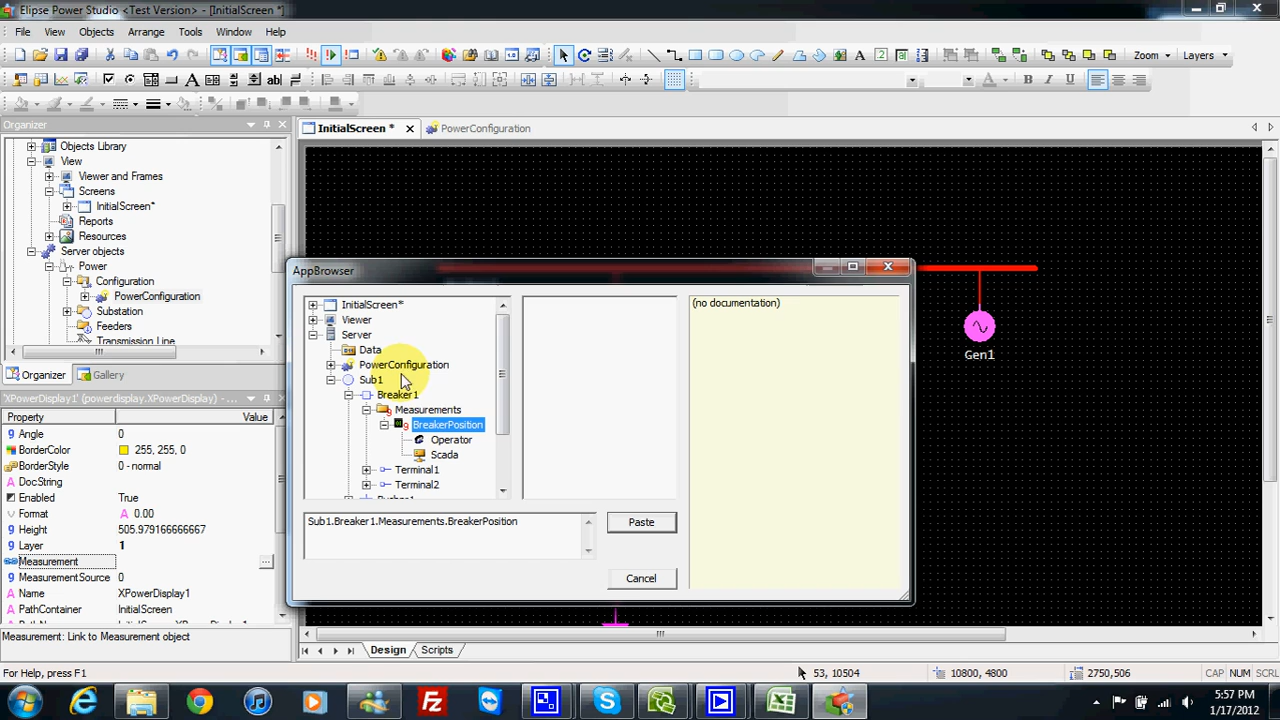 Elipse Power Studio <Test Version> - [InitialScreen *]
File View Objects Arrange Tools Window Help
Zoom Layers
Organizer
InitialScreen * PowerConfiguration
Objects Library
View
Viewer and Frames
Screens
InitialScreen*
Reports
Resources
Server objects
Power
Configuration
PowerConfiguration
Substation
Feeders
Transmission Line
Organizer Gallery
'XPowerDisplay1' (powerdisplay.XPowerDisplay) - ...
Property Value
Angle 0
BorderColor 255, 255, 0
BorderStyle 0 - normal
DocString
Enabled True
Format 0.00
Height 505.979166666667
Layer 1
Measurement ...
MeasurementSource 0
Name XPowerDisplay1
PathContainer InitialScreen
Measurement: Link to Measurement object
AppBrowser
InitialScreen*
Viewer
Server
Data
PowerConfiguration
Sub1
Breaker1
Measurements
BreakerPosition
Operator
Scada
Terminal1
Terminal2
(no documentation)
Sub1.Breaker1.Measurements.BreakerPosition
Paste
Cancel
Gen1
Design Scripts
For Help, press F1
53, 10504 10800, 4800 2750,506 CAP NUM SCRL
5:57 PM
1/17/2012